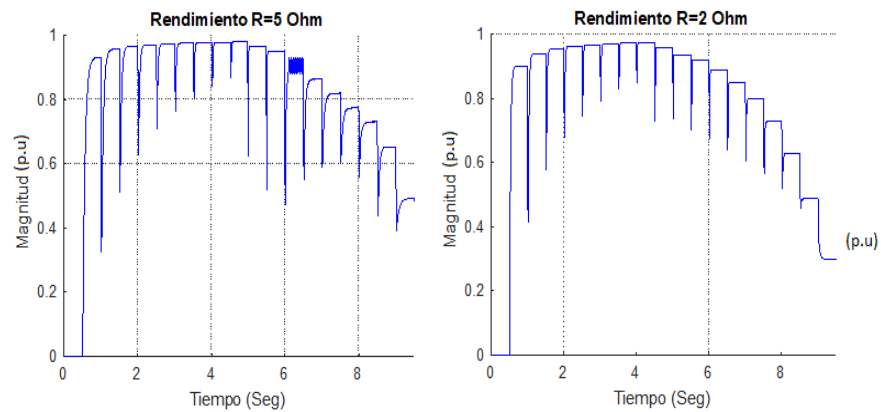 Rendimiento R=5 Ohm
1
0.8
0.6
0.4
0.2
0
Magnitud (p.u)
0 2 4 6 8
Tiempo (Seg)
Rendimiento R=2 Ohm
1
0.8
0.6
0.4
0.2
0
Magnitud (p.u)
0 2 4 6 8
Tiempo (Seg)
(p.u)